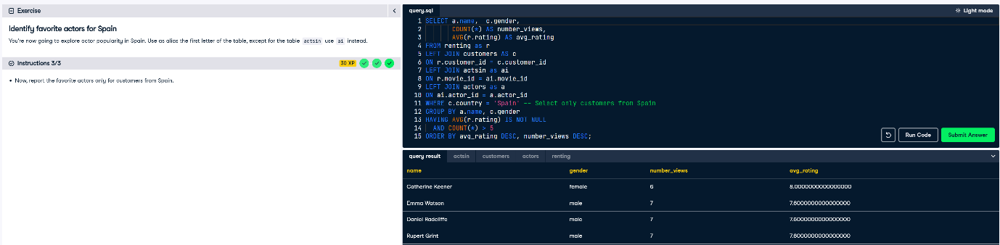 Exercise
Identify favorite actors for Spain
You're now going to explore actor popularity in Spain. Use as alias the first letter of the table, except for the table actsin use ai instead.
Instructions 3/3
30 XP
Now, report the favorite actors only for customers from Spain.
query.sql
Light mode
1 SELECT a.name,  c.gender,
2 COUNT(*) AS number_views,
3 AVG(r.rating) AS avg_rating
4 FROM renting as r
5 LEFT JOIN customers AS c
6 ON r.customer_id = c.customer_id
7 LEFT JOIN actsin as ai
8 ON r.movie_id = ai.movie_id
9 LEFT JOIN actors as a
10 ON ai.actor_id = a.actor_id
11 WHERE c.country = 'Spain' -- Select only customers from Spain
12 GROUP BY a.name, c.gender
13 HAVING AVG(r.rating) IS NOT NULL
14 AND COUNT(*) > 5
15 ORDER BY avg_rating DESC, number_views DESC;
Run Code
Submit Answer
query result actsin customers actors renting
name gender number_views avg_rating
Catherine Keener female 6 8.0000000000000000
Emma Watson male 7 7.6000000000000000
Daniel Radcliffe male 7 7.6000000000000000
Rupert Grint male 7 7.6000000000000000